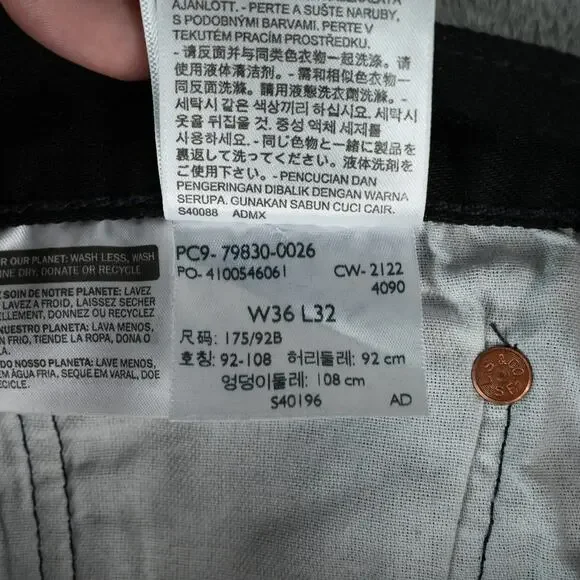 AJÁNLOTT. - PERTE A SUŠTE NARUBY,
S PODOBNÝMI BARVAMI. PERTE V
TEKUTÉM PRACÍM PROSTŘEDKU.
- 请反面并与同类色衣物一起洗涤。请
使用液体清洁剂。- 需和相似色衣物一
同反面洗滌。請用液態洗衣劑洗滌。-
세탁시 같은 색상끼리 하십시오. 세탁시
옷을 뒤집을 것. 중성 액체 세제를
사용하세요. - 同じ色物と一緒に製品を
裏返して洗ってください。液体洗剤をご
ご使用下さい。- PENCUCIAN DAN
PENGERINGAN DIBALIK DENGAN WARNA
SERUPA. GUNAKAN SABUN CUCI CAIR.
S40088 ADMX
OUR PLANET: WASH LESS, WASH
LINE DRY, DONATE OR RECYCLE
SOIN DE NOTRE PLANÈTE: LAVEZ
LAVEZ A FROID, LAISSEZ SECHER
DONNEZ OU RECYCLEZ
NUESTRO PLANETA: LAVA MENOS,
FRIO, TIENDE LA ROPA, DONA O
DO NOSSO PLANETA: LAVE MENOS,
EM ÁGUA FRIA, SEQUE EM VARAL, DOE
PC9- 79830-0026
PO- 4100546061 CW- 2122
4090
W36 L32
尺码: 175/92B
호칭: 92-108 허리둘레: 92 cm
엉덩이둘레: 108 cm
S40196 AD